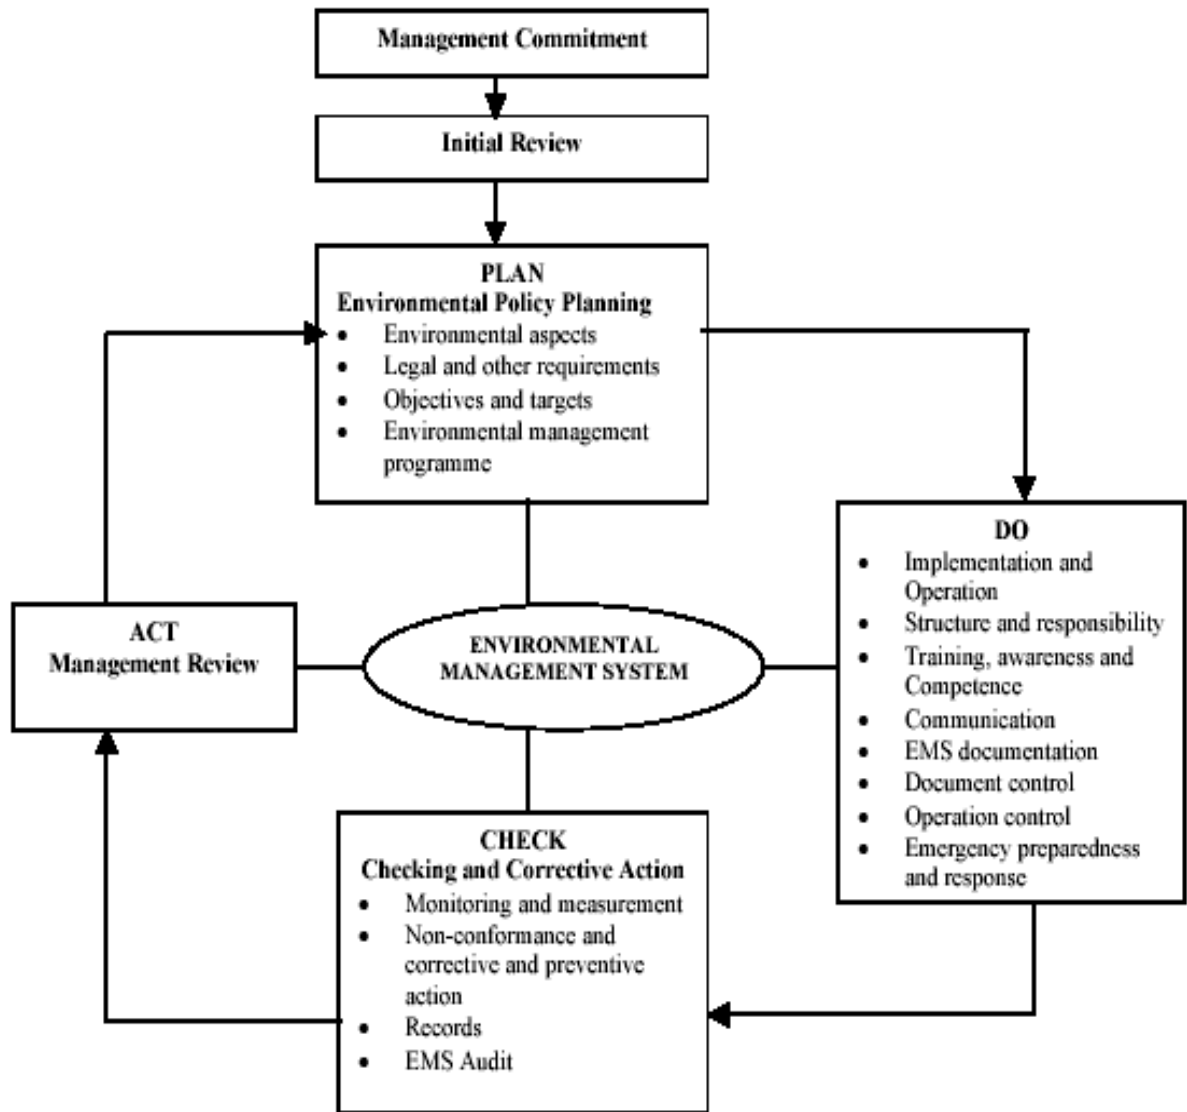 Management Commitment
Initial Review
PLAN
Environmental Policy Planning
• Environmental aspects
• Legal and other requirements
• Objectives and targets
• Environmental management
programme
DO
• Implementation and
Operation
• Structure and responsibility
• Training, awareness and
Competence
• Communication
• EMS documentation
• Document control
• Operation control
• Emergency preparedness
and response
ACT
Management Review
ENVIRONMENTAL
MANAGEMENT SYSTEM
CHECK
Checking and Corrective Action
• Monitoring and measurement
• Non-conformance and
corrective and preventive
action
• Records
• EMS Audit